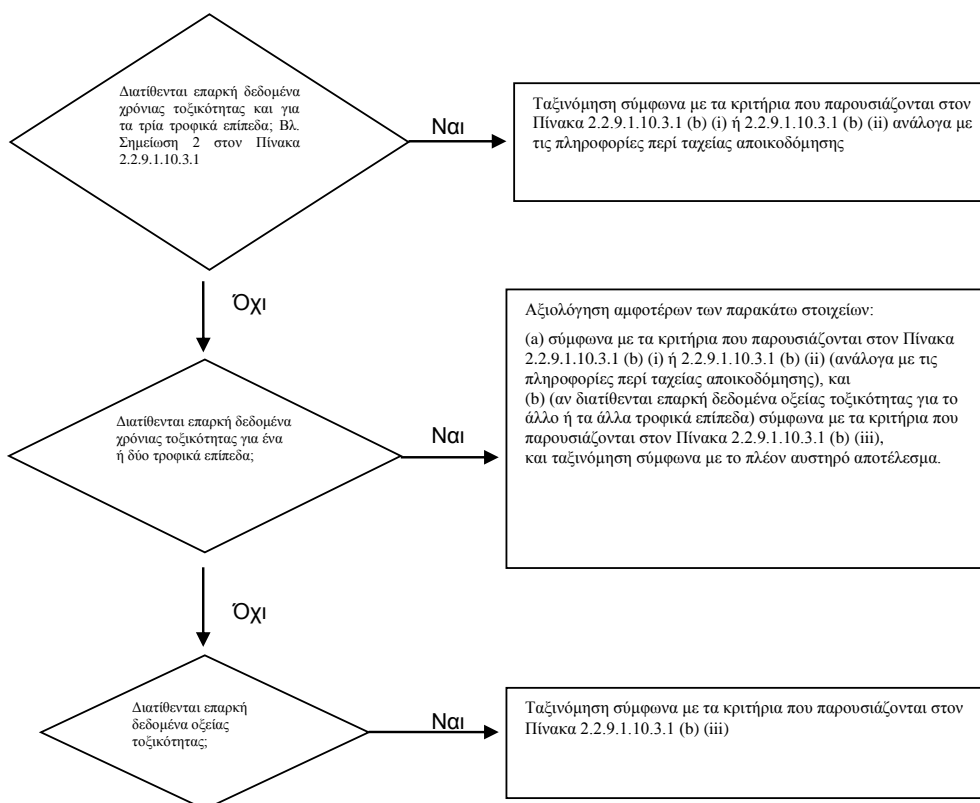 Διατίθενται επαρκή δεδομένα
χρόνιας τοξικότητας και για
τα τρία τροφικά επίπεδα; Βλ.
Σημείωση 2 στον Πίνακα
2.2.9.1.10.3.1
Ναι
Ταξινόμηση σύμφωνα με τα κριτήρια που παρουσιάζονται στον
Πίνακα 2.2.9.1.10.3.1 (b) (i) ή 2.2.9.1.10.3.1 (b) (ii) ανάλογα με
τις πληροφορίες περί ταχείας αποικοδόμησης
Όχι
Διατίθενται επαρκή δεδομένα
χρόνιας τοξικότητας για ένα
ή δύο τροφικά επίπεδα;
Ναι
Αξιολόγηση αμφοτέρων των παρακάτω στοιχείων:
(a) σύμφωνα με τα κριτήρια που παρουσιάζονται στον Πίνακα
2.2.9.1.10.3.1 (b) (i) ή 2.2.9.1.10.3.1 (b) (ii) (ανάλογα με τις
πληροφορίες περί ταχείας αποικοδόμησης), και
(b) (αν διατίθενται επαρκή δεδομένα οξείας τοξικότητας για το
άλλο ή τα άλλα τροφικά επίπεδα) σύμφωνα με τα κριτήρια που
παρουσιάζονται στον Πίνακα 2.2.9.1.10.3.1 (b) (iii),
και ταξινόμηση σύμφωνα με το πλέον αυστηρό αποτέλεσμα.
Όχι
Διατίθενται επαρκή
δεδομένα οξείας
τοξικότητας;
Ναι
Ταξινόμηση σύμφωνα με τα κριτήρια που παρουσιάζονται στον
Πίνακα 2.2.9.1.10.3.1 (b) (iii)